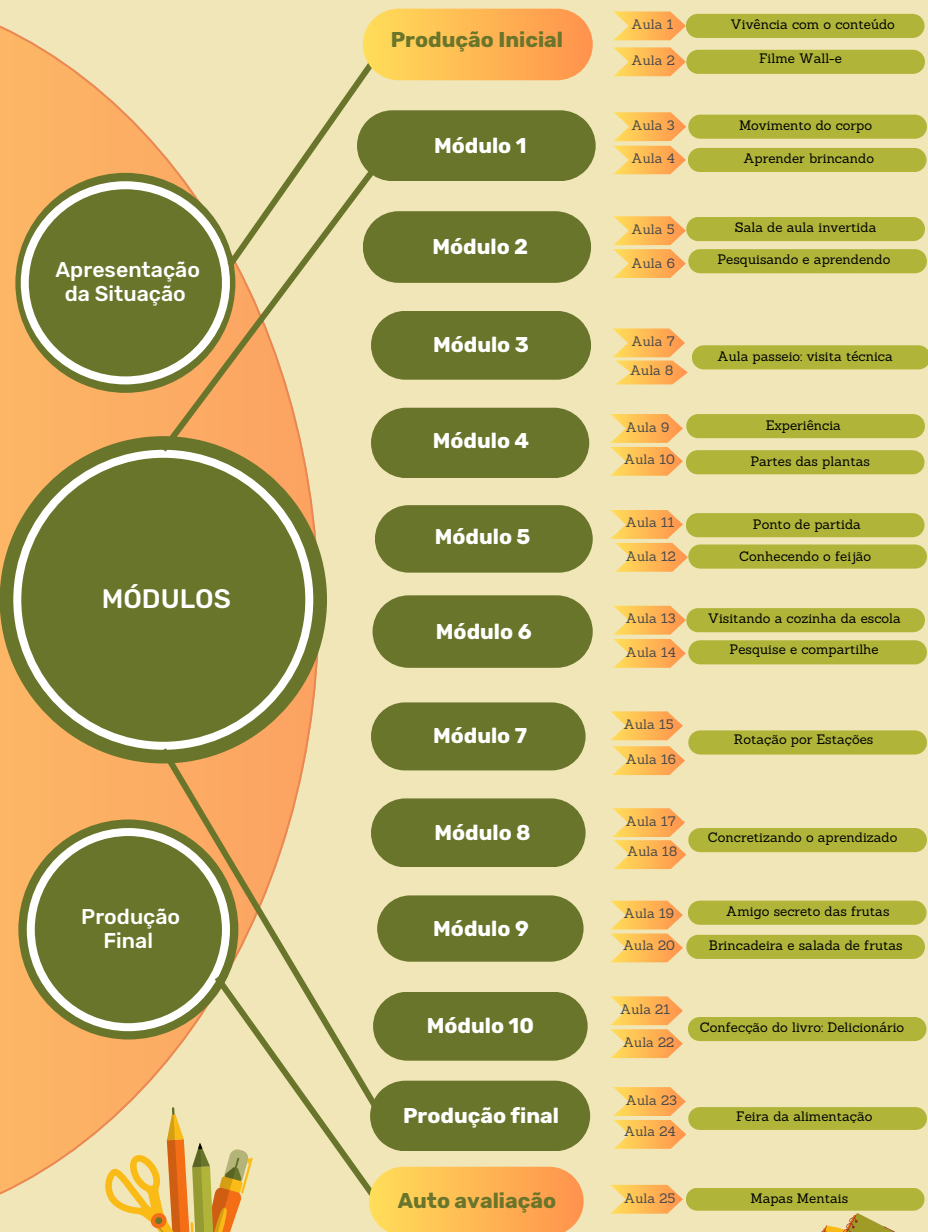 Apresentação
da Situação
MÓDULOS
Produção
Final
Produção Inicial
Aula 1
Vivência com o conteúdo
Aula 2
Filme Wall-e
Módulo 1
Aula 3
Movimento do corpo
Aula 4
Aprender brincando
Módulo 2
Aula 5
Sala de aula invertida
Aula 6
Pesquisando e aprendendo
Módulo 3
Aula 7
Aula 8
Aula passeio: visita técnica
Módulo 4
Aula 9
Experiência
Aula 10
Partes das plantas
Módulo 5
Aula 11
Ponto de partida
Aula 12
Conhecendo o feijão
Módulo 6
Aula 13
Visitando a cozinha da escola
Aula 14
Pesquise e compartilhe
Módulo 7
Aula 15
Aula 16
Rotação por Estações
Módulo 8
Aula 17
Aula 18
Concretizando o aprendizado
Módulo 9
Aula 19
Amigo secreto das frutas
Aula 20
Brincadeira e salada de frutas
Módulo 10
Aula 21
Aula 22
Confecção do livro: Delicionário
Produção final
Aula 23
Aula 24
Feira da alimentação
Auto avaliação
Aula 25
Mapas Mentais